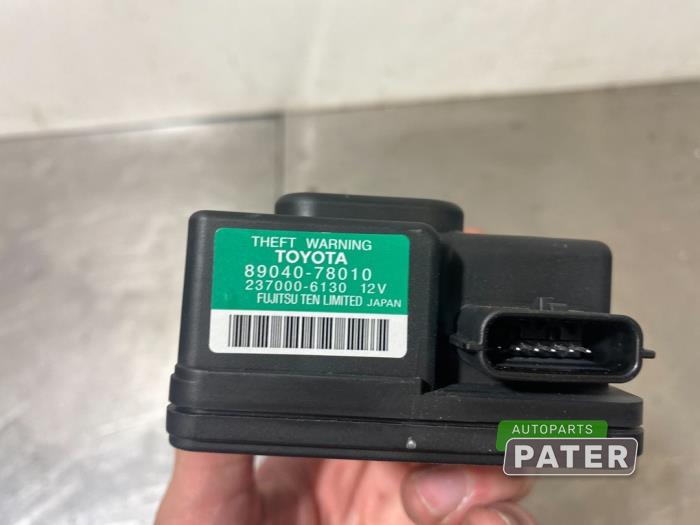 THEFT WARNING
TOYOTA
89040-78010
237000-6130 12V
FUJITSU TEN LIMITED JAPAN
AUTOPARTS
PATER